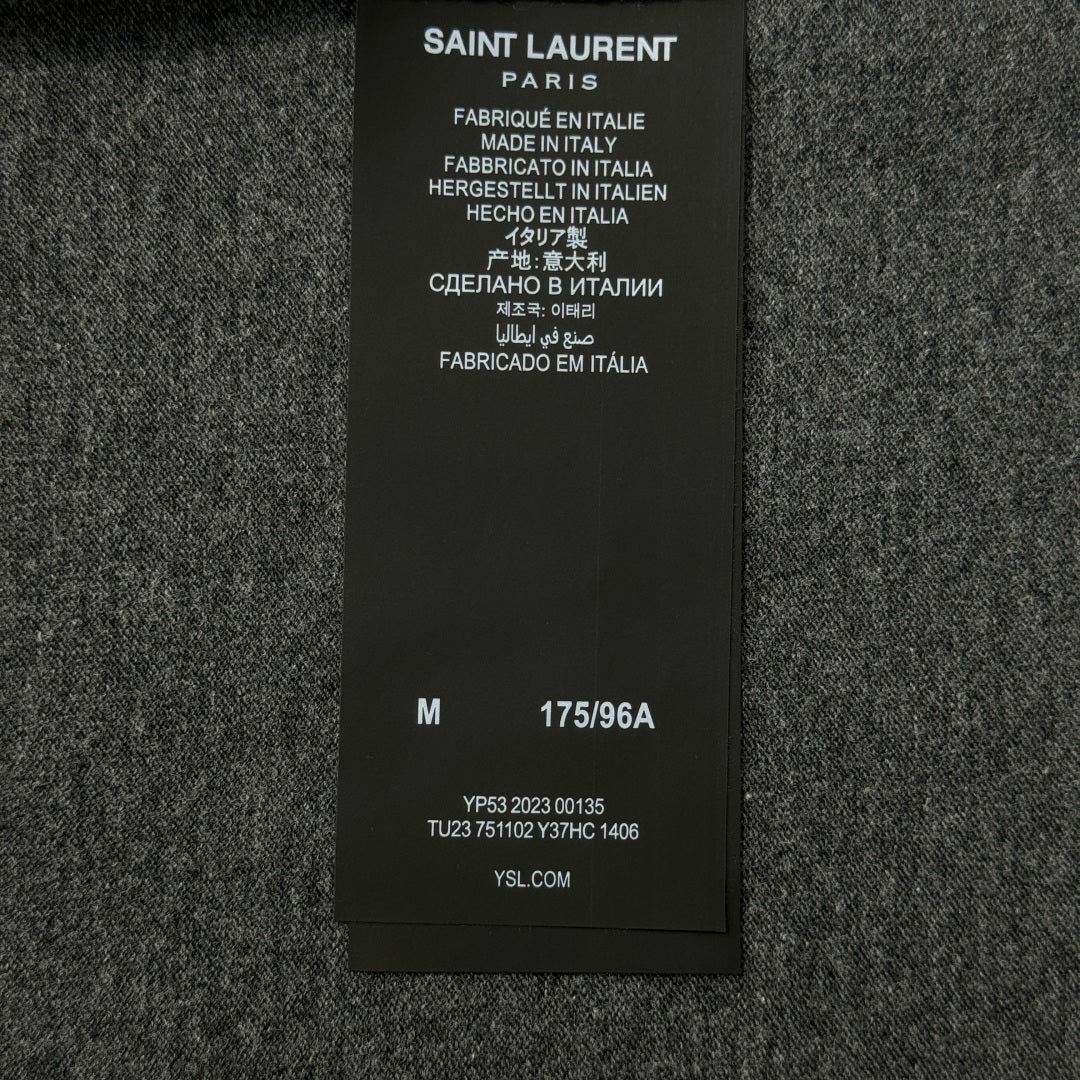 SAINT LAURENT
PARIS
FABRIQUÉ EN ITALIE
MADE IN ITALY
FABBRICATO IN ITALIA
HERGESTELLT IN ITALIEN
HECHO EN ITALIA
イタリア製
产地:意大利
СДЕЛАНО В ИТАЛИИ
제조국: 이태리
صنع في ايطاليا
FABRICADO EM ITÁLIA
M 175/96A
YP53 2023 00135
TU23 751102 Y37HC 1406
YSL.COM